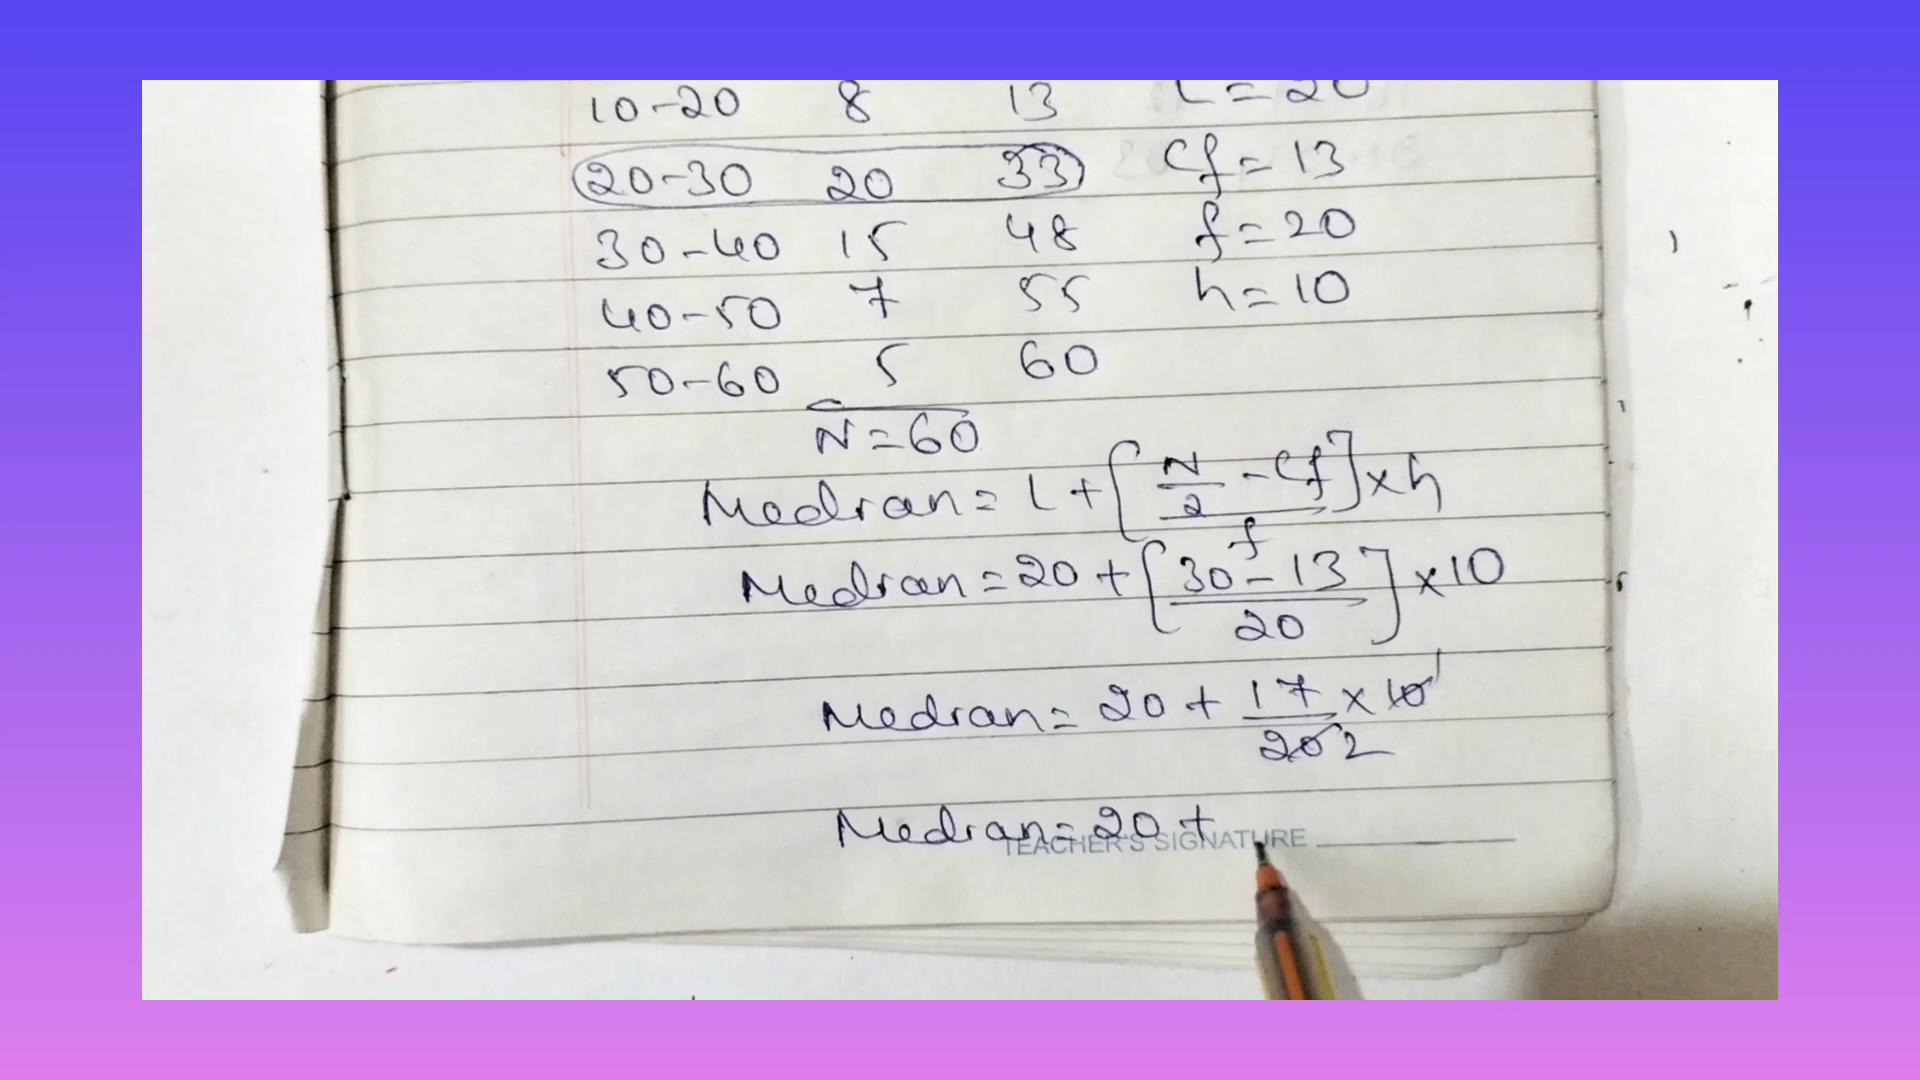 10-20 8 13 L = 20
20-30 20 33 Cf = 13
30-40 15 48 f = 20
40-50 7 55 h = 10
50-60 5 60
N = 60
Median = L + [N/2 - Cf / f] × h
Median = 20 + [30 - 13 / 20] × 10
Median = 20 + 17/20 2 × 10 1
Median = 20 +
TEACHER'S SIGNATURE